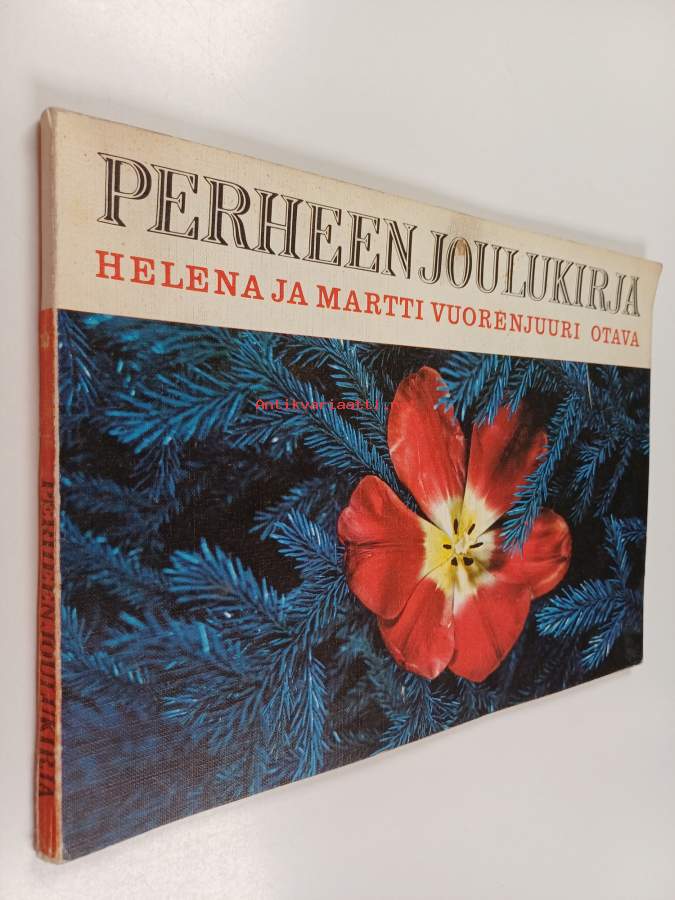 PERHEEN JOULUKIRJA
HELENA JA MARTTI VUORENJUURI OTAVA
Antikvariaatti.
PERHEEN JOULUKIRJA